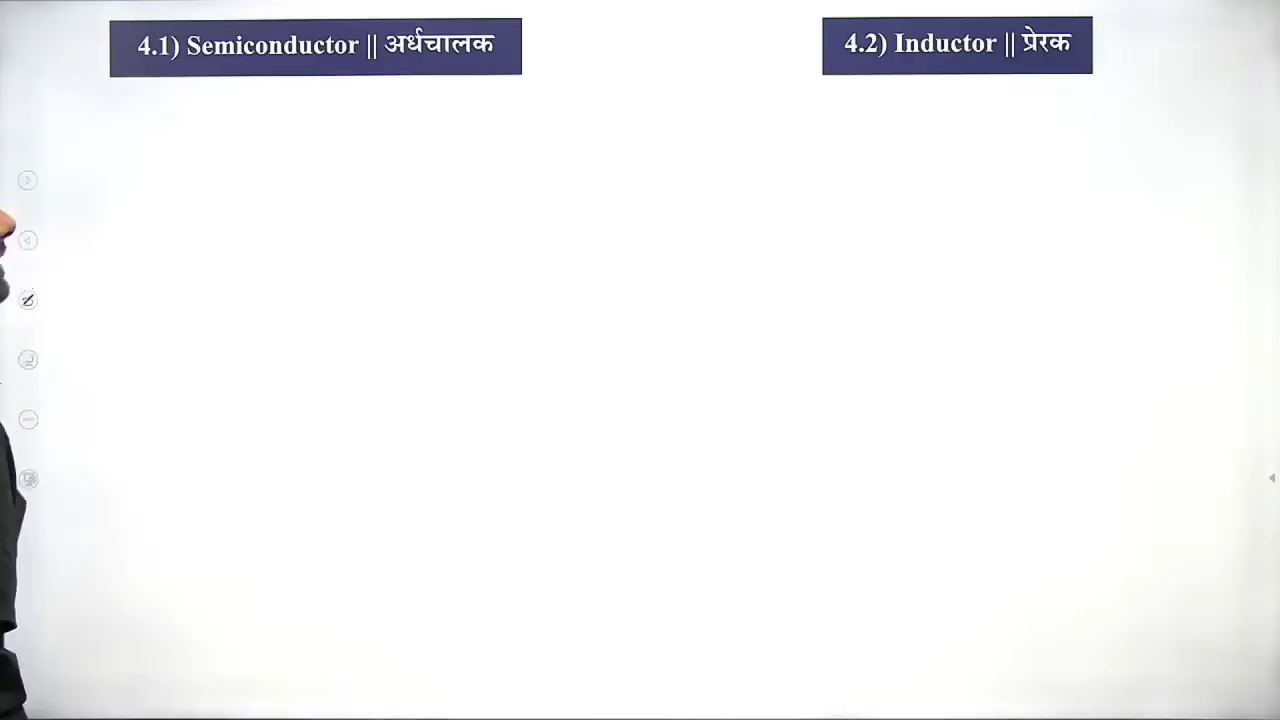 4.1) Semiconductor || अर्धचालक
4.2) Inductor || प्रेरक